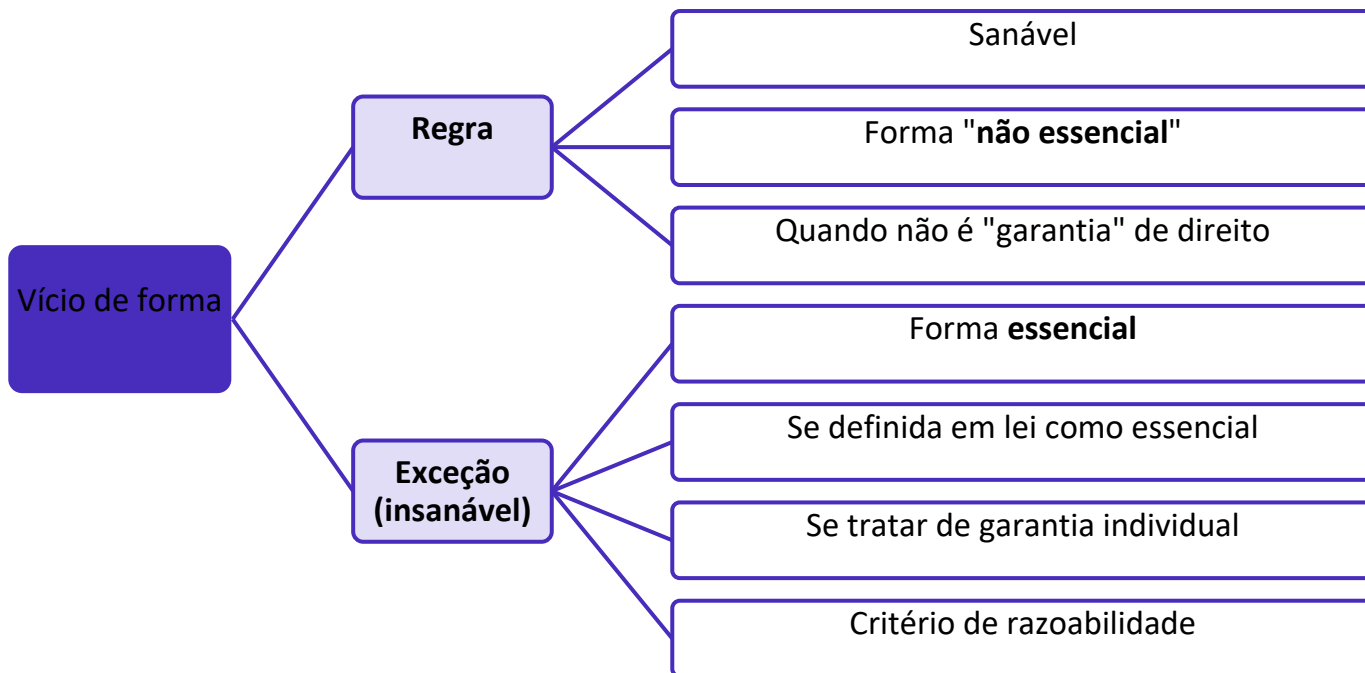 Vício de forma
Regra
Sanável
Forma "não essencial"
Quando não é "garantia" de direito
Exceção
(insanável)
Forma essencial
Se definida em lei como essencial
Se tratar de garantia individual
Critério de razoabilidade